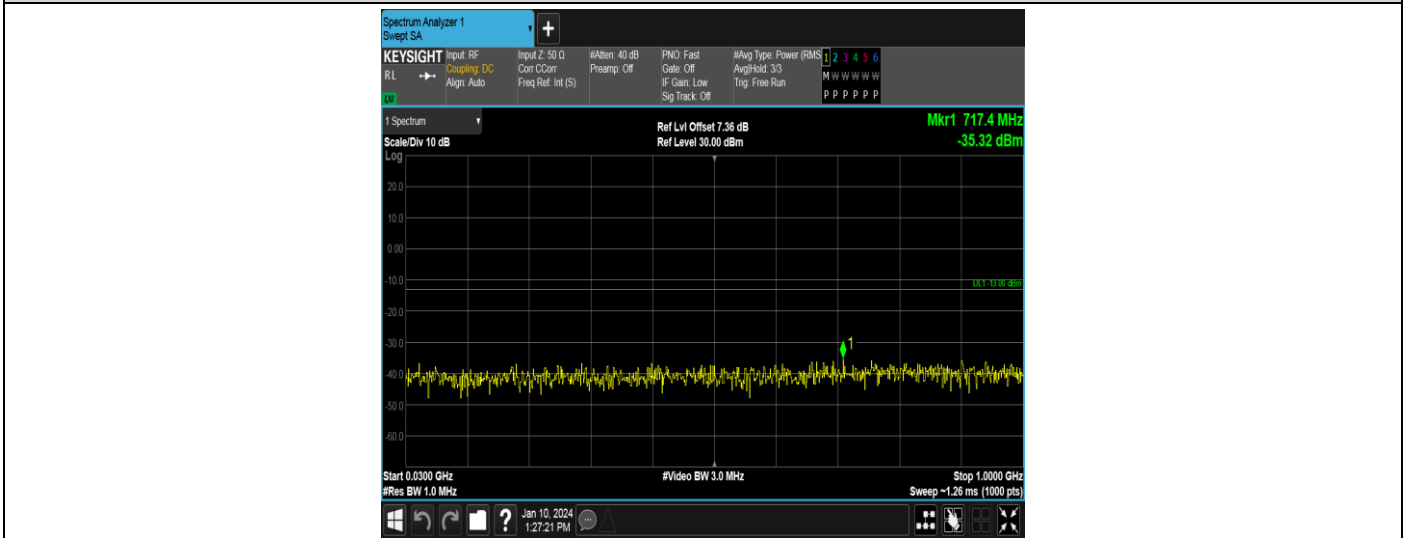 Spectrum Analyzer 1
Swept SA
+
KEYSIGHT
RL
Input: RF
Coupling: DC
Align: Auto
Input Z: 50 Ω
Corr CCorr
Freq Ref: Int (S)
#Atten: 40 dB
Preamp: Off
PNO: Fast
Gate: Off
IF Gain: Low
Sig Track: Off
#Avg Type: Power (RMS
Avg|Hold: 3/3
Trig: Free Run
1 2 3 4 5 6
M W W W W W
P P P P P P
1 Spectrum
Scale/Div 10 dB
Log
Ref Lvl Offset 7.36 dB
Ref Level 30.00 dBm
Mkr1 717.4 MHz
-35.32 dBm
20.0
10.0
0.00
-10.0
DL1 -13.00 dBm
-20.0
-30.0
1
-40.0
-50.0
-60.0
Start 0.0300 GHz
#Res BW 1.0 MHz
#Video BW 3.0 MHz
Stop 1.0000 GHz
Sweep ~1.26 ms (1000 pts)
?
Jan 10, 2024
1:27:21 PM